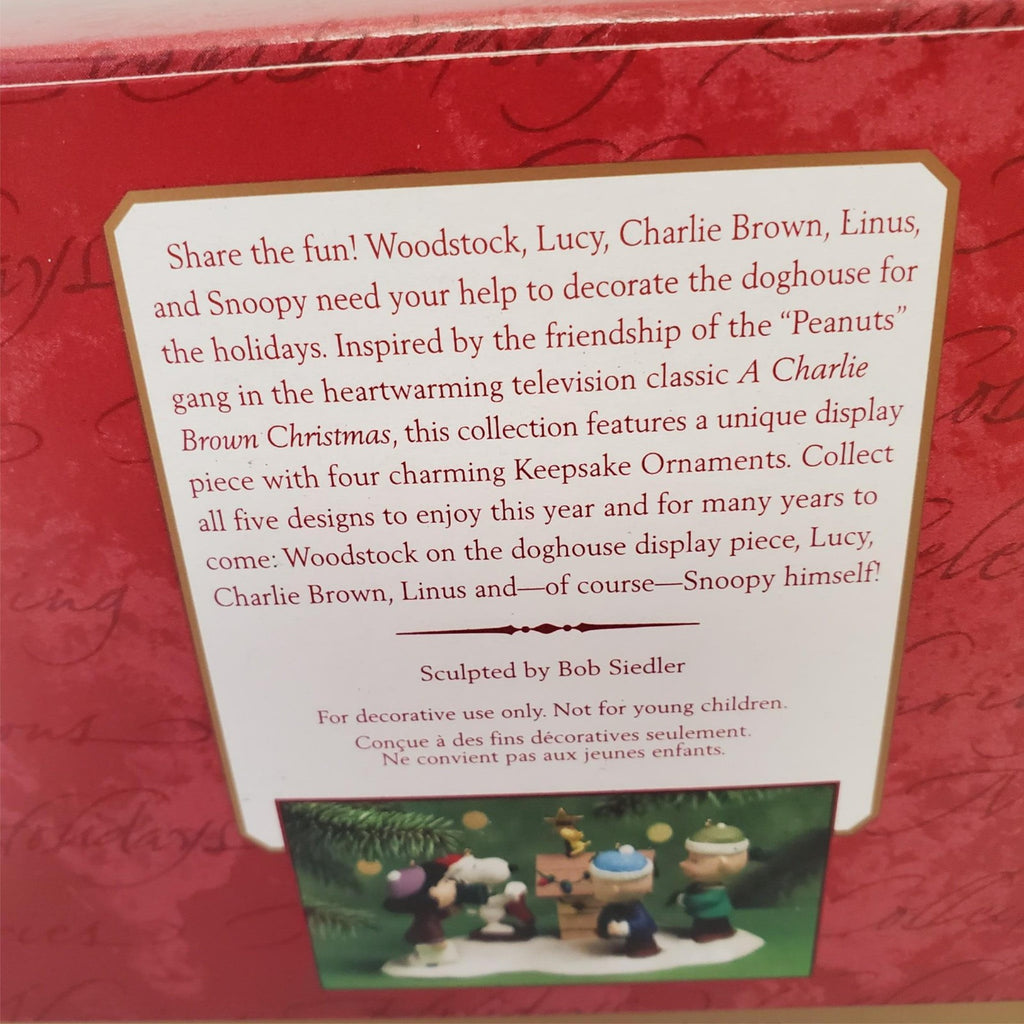 Share the fun! Woodstock, Lucy, Charlie Brown, Linus,
and Snoopy need your help to decorate the doghouse for
the holidays. Inspired by the friendship of the “Peanuts”
gang in the heartwarming television classic A Charlie
Brown Christmas, this collection features a unique display
piece with four charming Keepsake Ornaments. Collect
all five designs to enjoy this year and for many years to
come: Woodstock on the doghouse display piece, Lucy,
Charlie Brown, Linus and—of course—Snoopy himself!
Sculpted by Bob Siedler
For decorative use only. Not for young children.
Conçue à des fins décoratives seulement.
Ne convient pas aux jeunes enfants.
Holidays